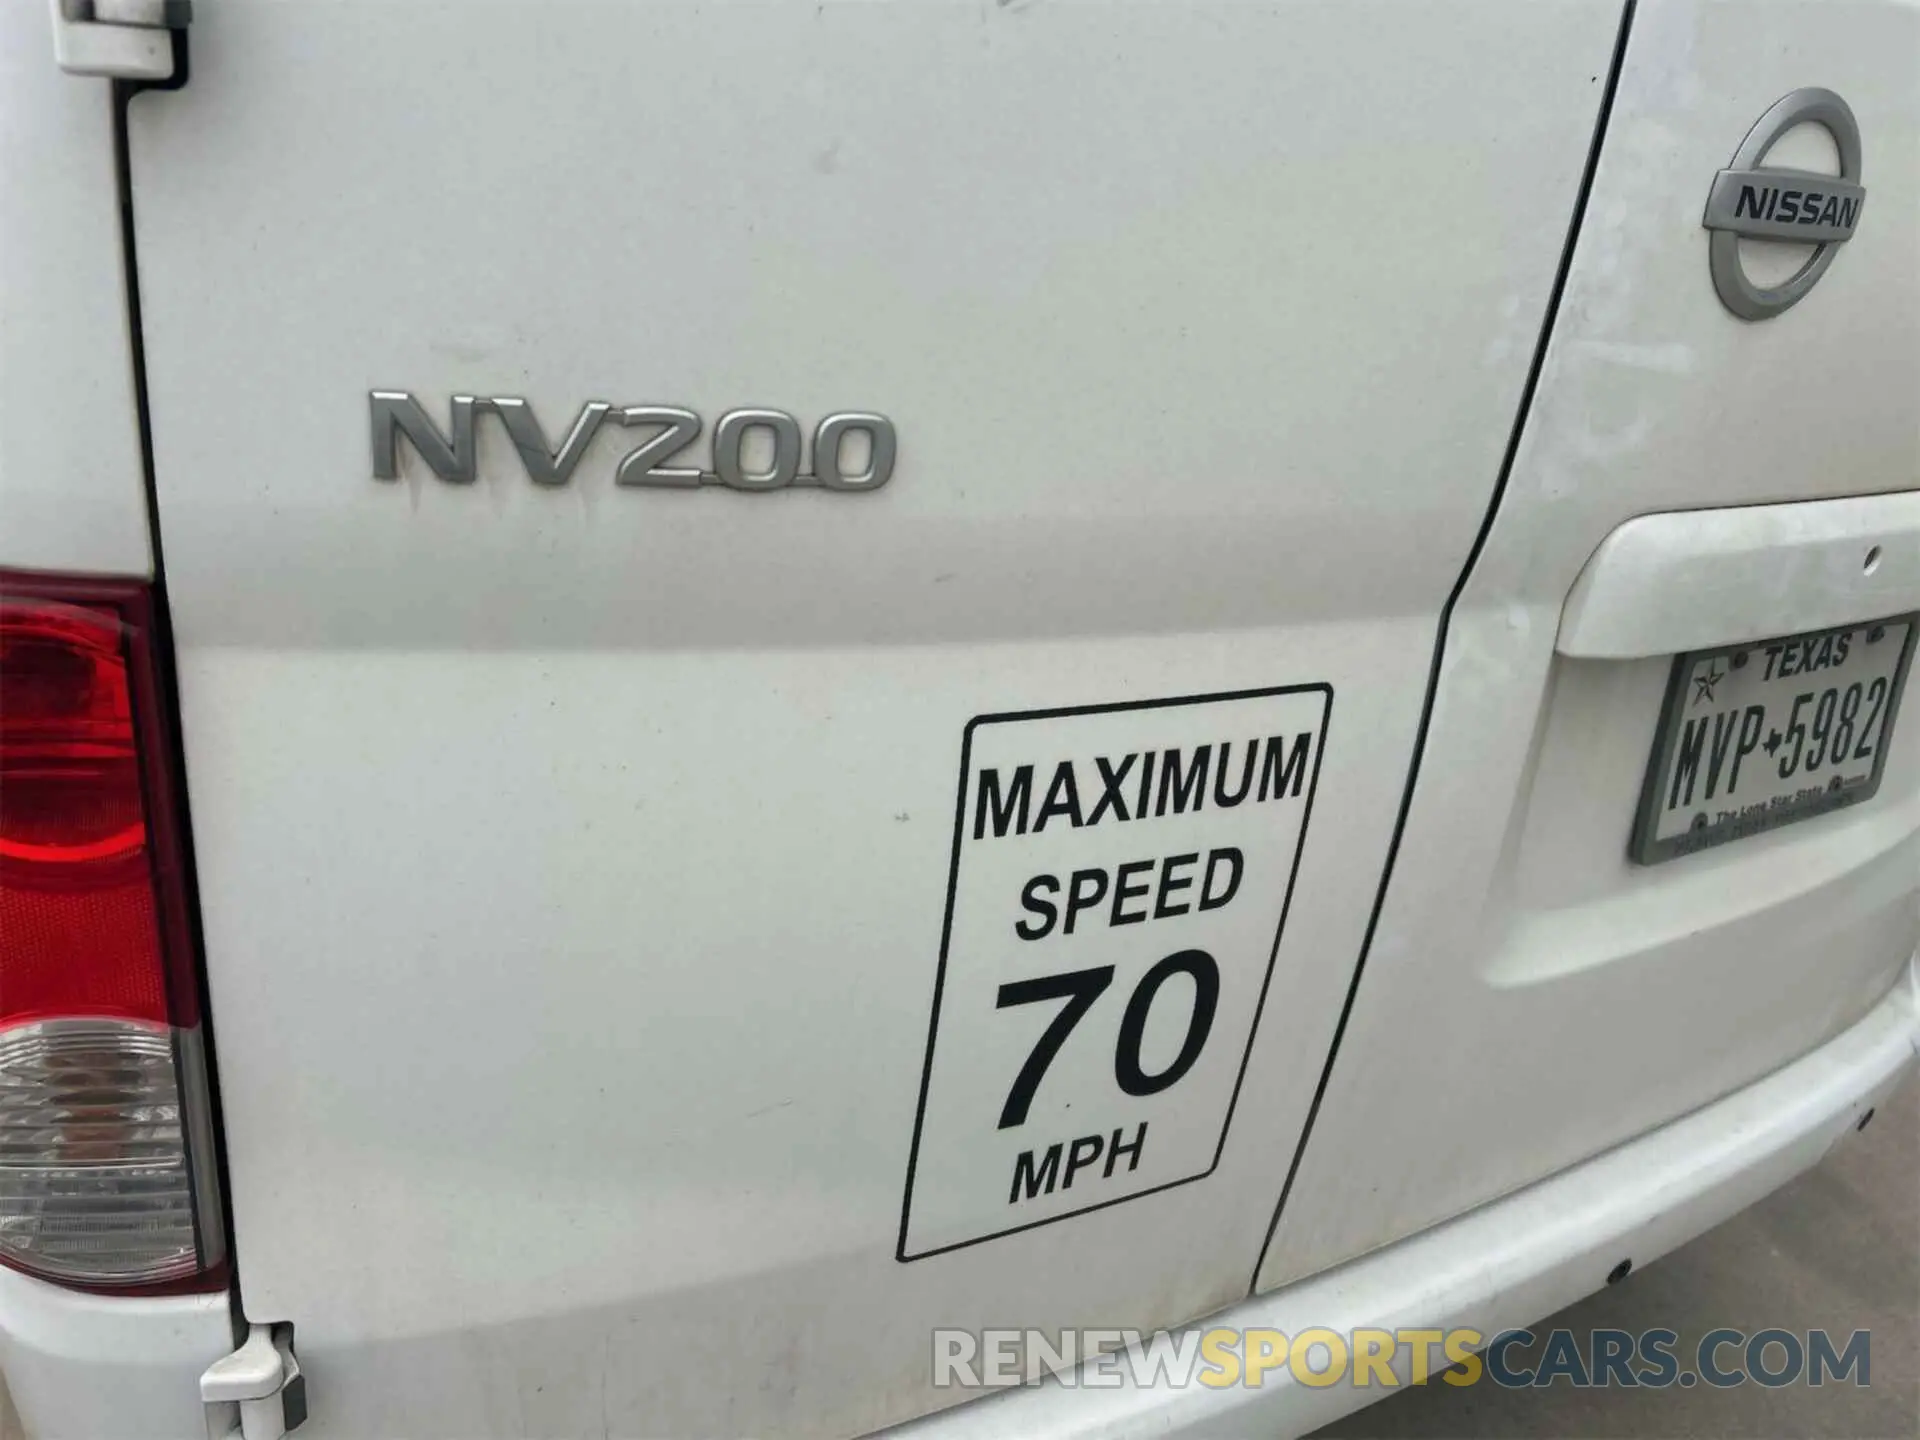 NISSAN
NV200
TEXAS
MVP 5982
The Lone Star State
MAXIMUM
SPEED
70
MPH
RENEWSPORTSCARS.COM